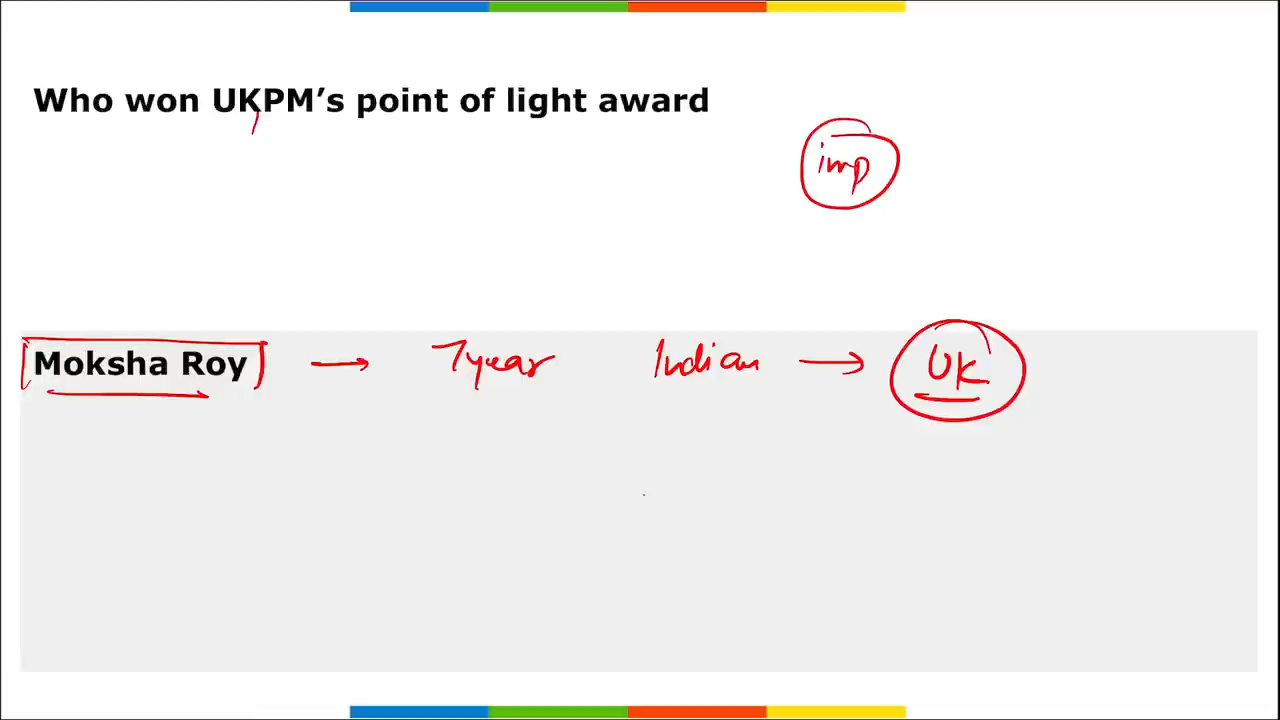 Who won UKPM’s point of light award
imp
Moksha Roy → 7year Indian → UK